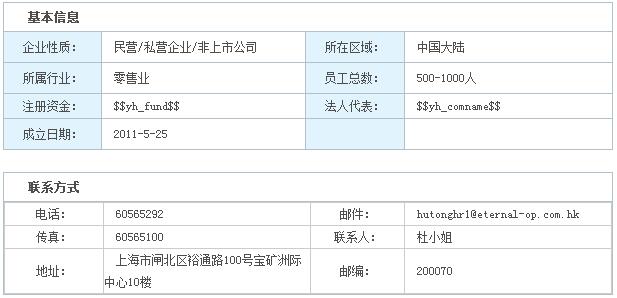 基本信息
企业性质： 民营/私营企业/非上市公司 所在区域： 中国大陆
所属行业： 零售业 员工总数： 500-1000人
注册资金： $$yh_fund$$ 法人代表： $$yh_comname$$
成立日期： 2011-5-25
联系方式
电话： 60565292 邮件： hutonghr1@eternal-op.com.hk
传真： 60565100 联系人： 杜小姐
地址： 上海市闸北区裕通路100号宝矿洲际
中心10楼 邮编： 200070